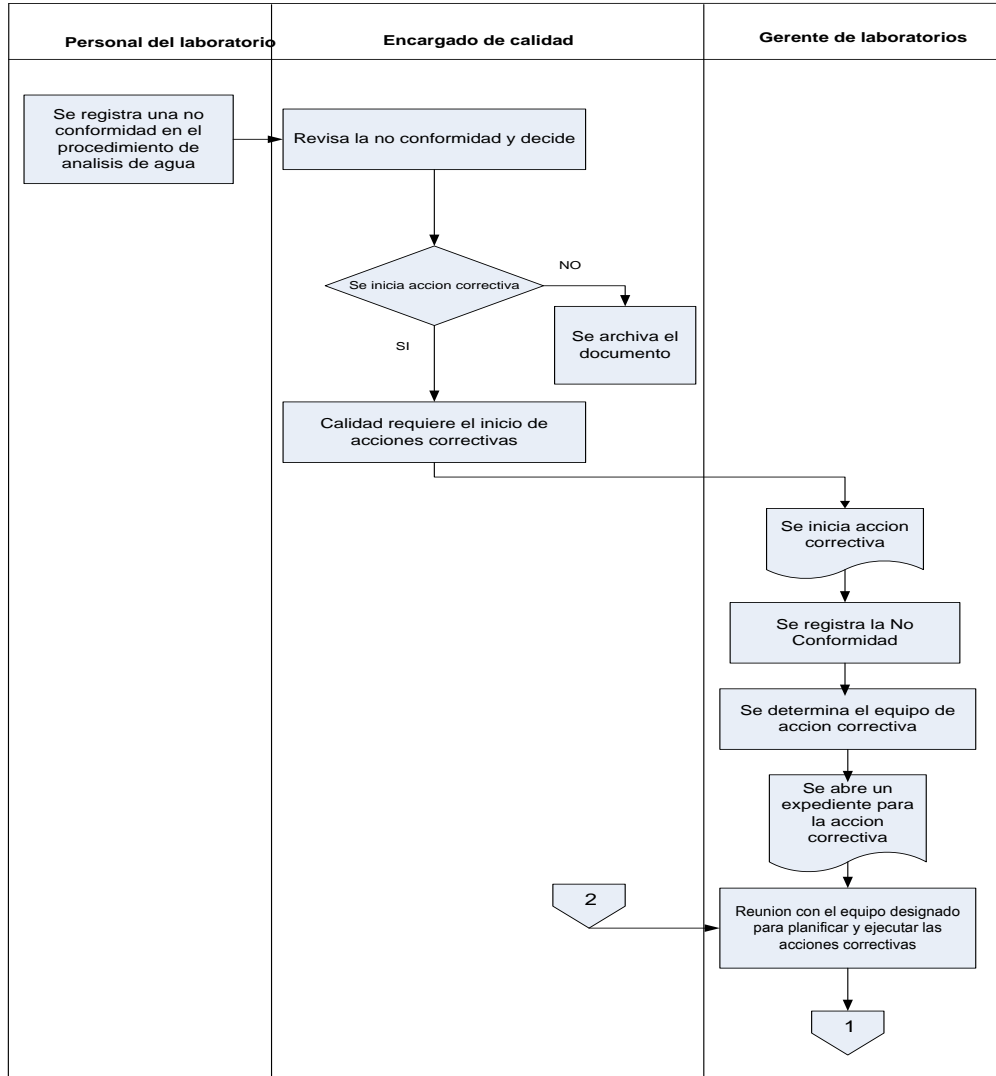 Personal del laboratorio
Encargado de calidad
Gerente de laboratorios
Se registra una no
conformidad en el
procedimiento de
analisis de agua
Revisa la no conformidad y decide
Se inicia accion correctiva
NO
Se archiva el
documento
SI
Calidad requiere el inicio de
acciones correctivas
Se inicia accion
correctiva
Se registra la No
Conformidad
Se determina el equipo de
accion correctiva
Se abre un
expediente para
la accion
correctiva
2
Reunion con el equipo designado
para planificar y ejecutar las
acciones correctivas
1